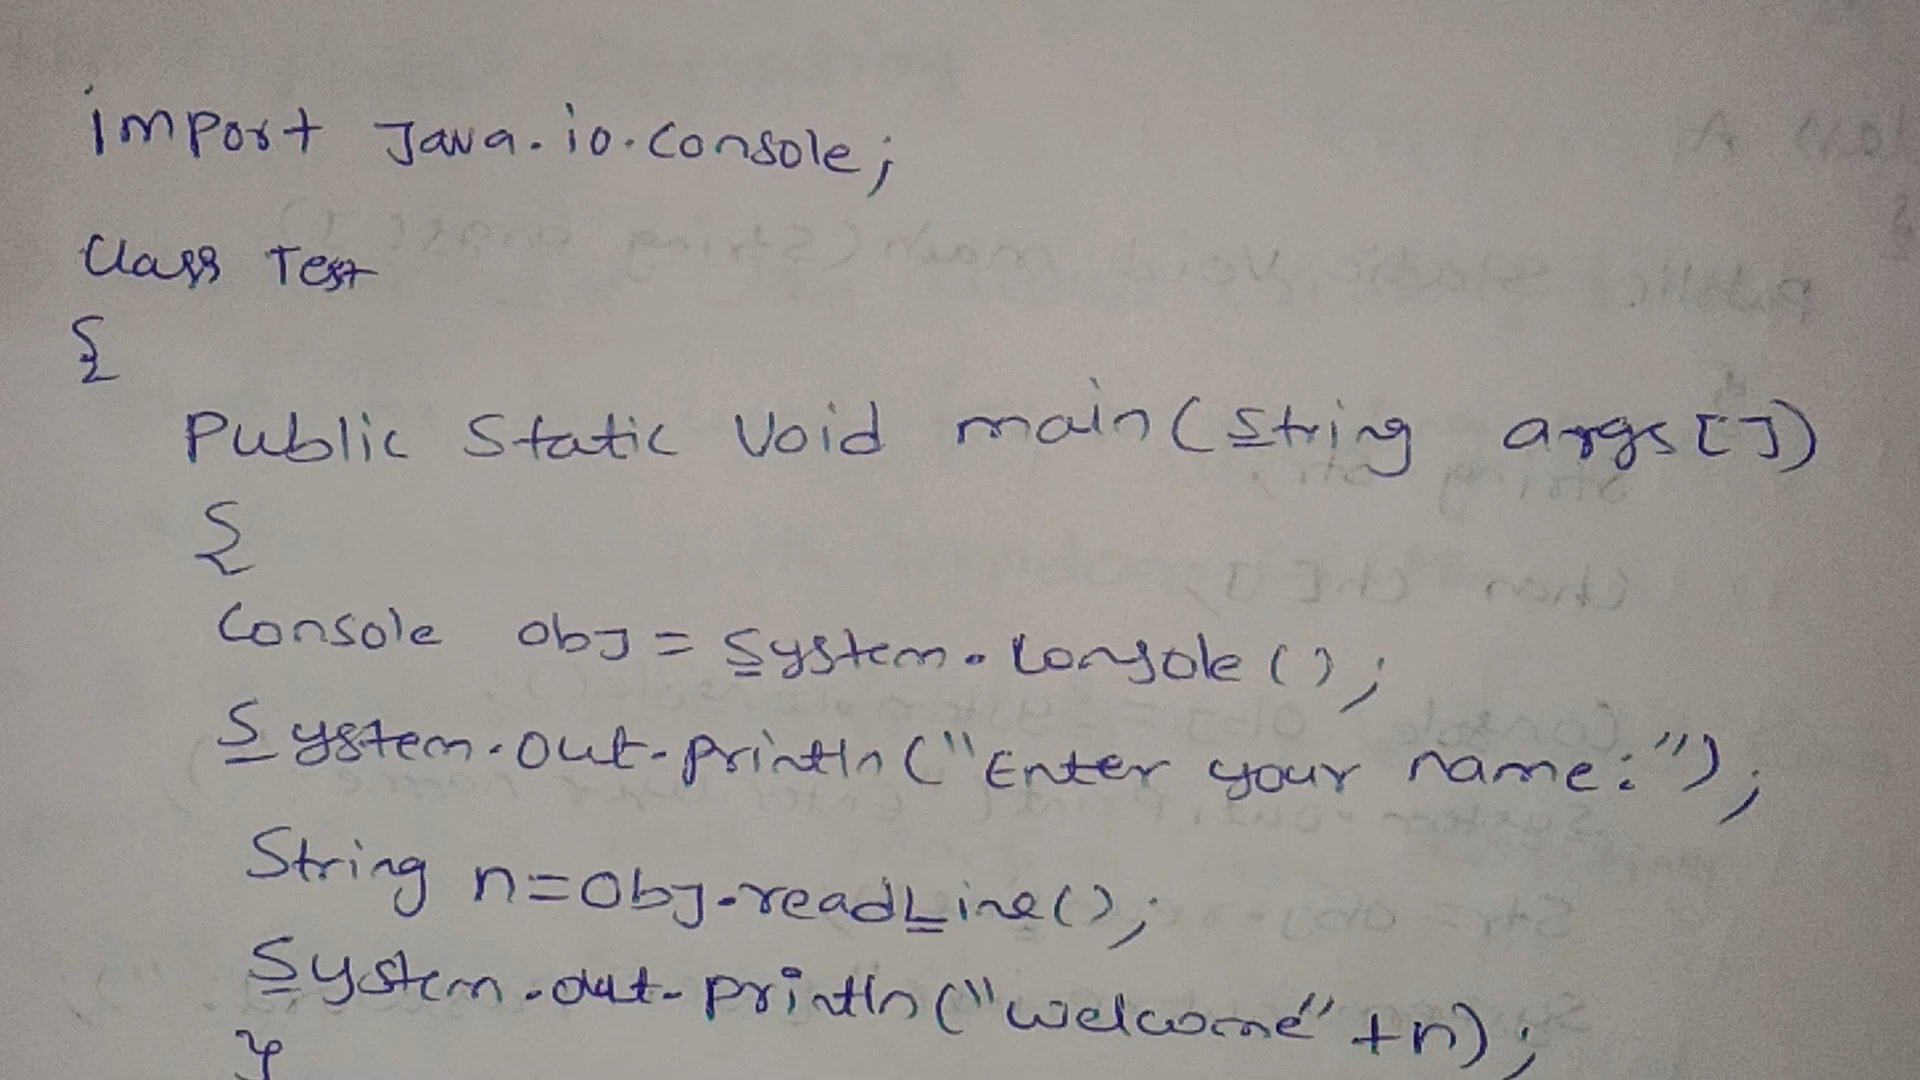 import Java.io.Console;
Class Test
{
Public Static Void main(String args[])
{
Console obj = System.Console();
System.out.println("Enter your name:");
String n=obj.readLine();
System.out.println("welcome"+n);
}